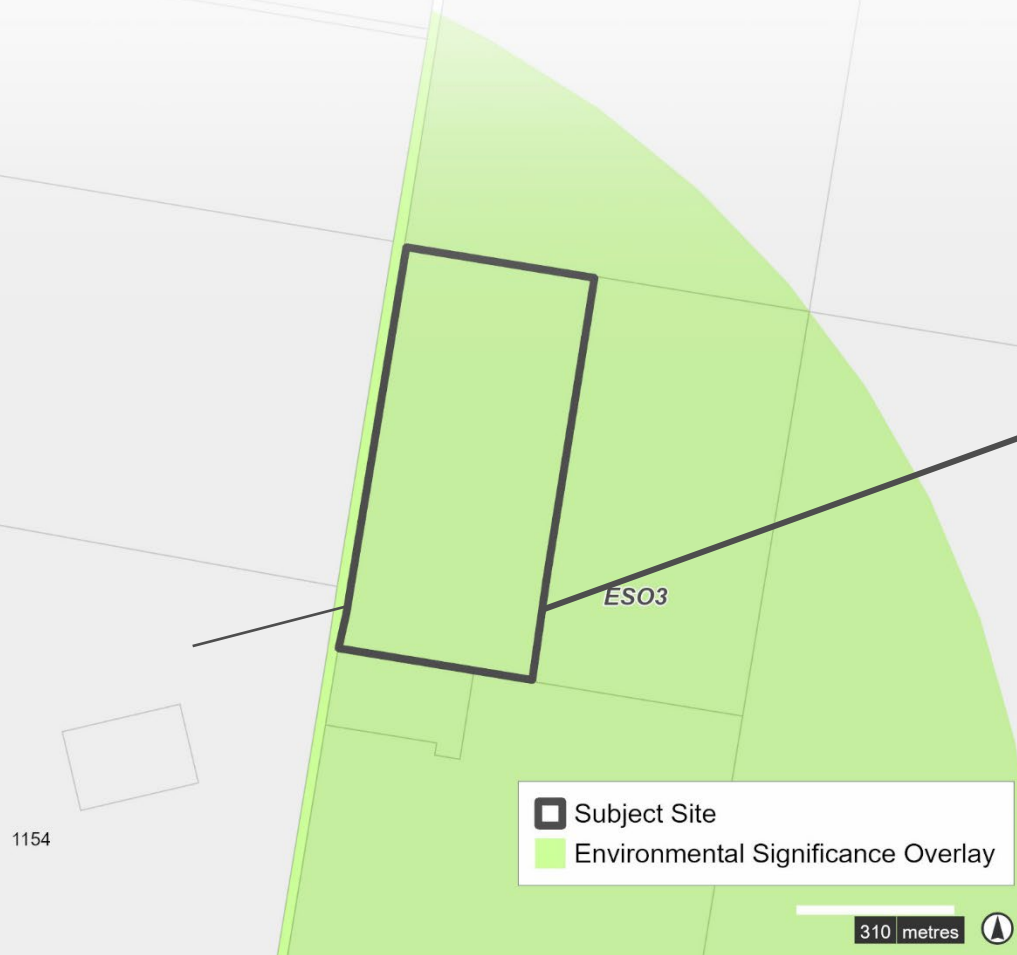 ESO3
1154
Subject Site
Environmental Significance Overlay
310 metres